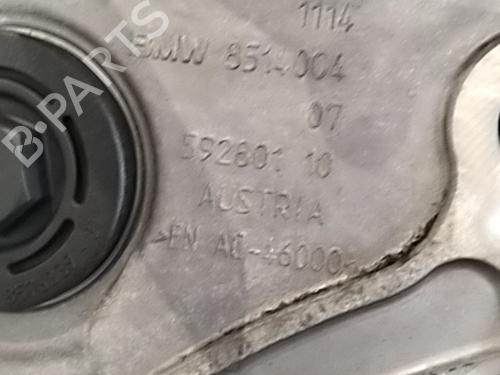 1114
BMW 8514004
07
592801 10
AUSTRIA
>EN AC-46000<
B-PARTS